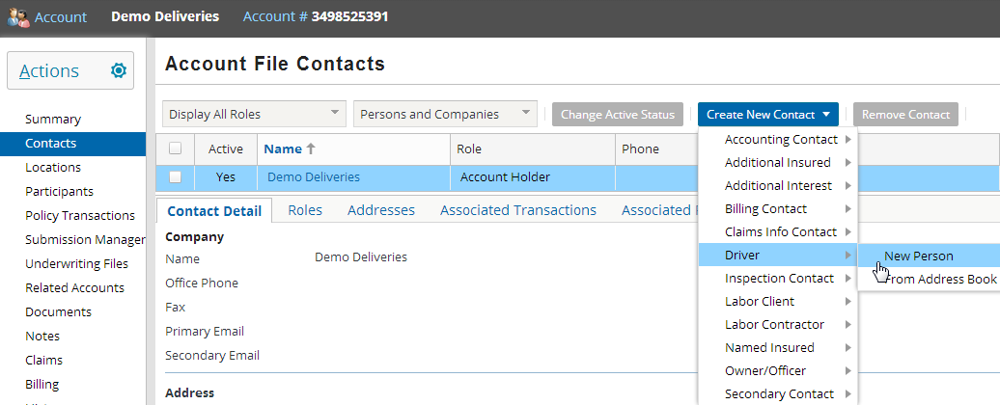 Account Demo Deliveries Account # 3498525391
Actions
Summary
Contacts
Locations
Participants
Policy Transactions
Submission Manager
Underwriting Files
Related Accounts
Documents
Notes
Claims
Billing
Account File Contacts
Display All Roles Persons and Companies Change Active Status Create New Contact Remove Contact
Active Name Role Phone
Yes Demo Deliveries Account Holder
Contact Detail Roles Addresses Associated Transactions Associated
Company
Name Demo Deliveries
Office Phone
Fax
Primary Email
Secondary Email
Address
Accounting Contact
Additional Insured
Additional Interest
Billing Contact
Claims Info Contact
Driver
Inspection Contact
Labor Client
Labor Contractor
Named Insured
Owner/Officer
Secondary Contact
New Person
From Address Book